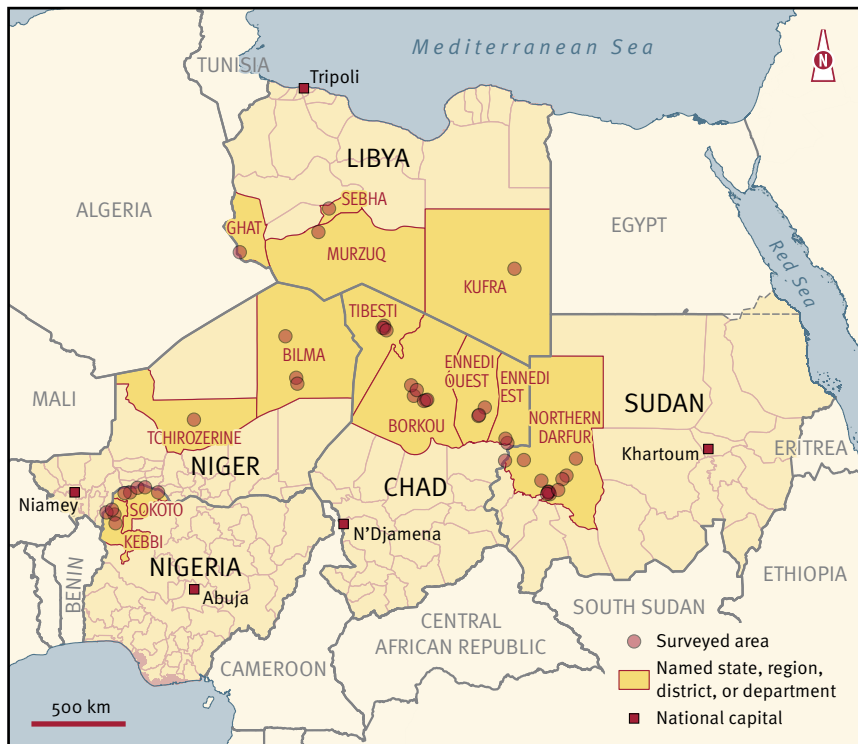 Mediterranean Sea
N
TUNISIA
Tripoli
LIBYA
ALGERIA
SEBHA
GHAT
MURZUQ
EGYPT
Red Sea
KUFRA
TIBESTI
BILMA
ENNEDI
OUEST
ENNEDI
EST
MALI
BORKOU
NORTHERN
DARFUR
SUDAN
TCHIROZERINE
NIGER
CHAD
Khartoum
ERITREA
Niamey
SOKOTO
KEBBI
N'Djamena
NIGERIA
BENIN
Abuja
ETHIOPIA
SOUTH SUDAN
CENTRAL
AFRICAN REPUBLIC
CAMEROON
Surveyed area
Named state, region,
district, or department
National capital
500 km